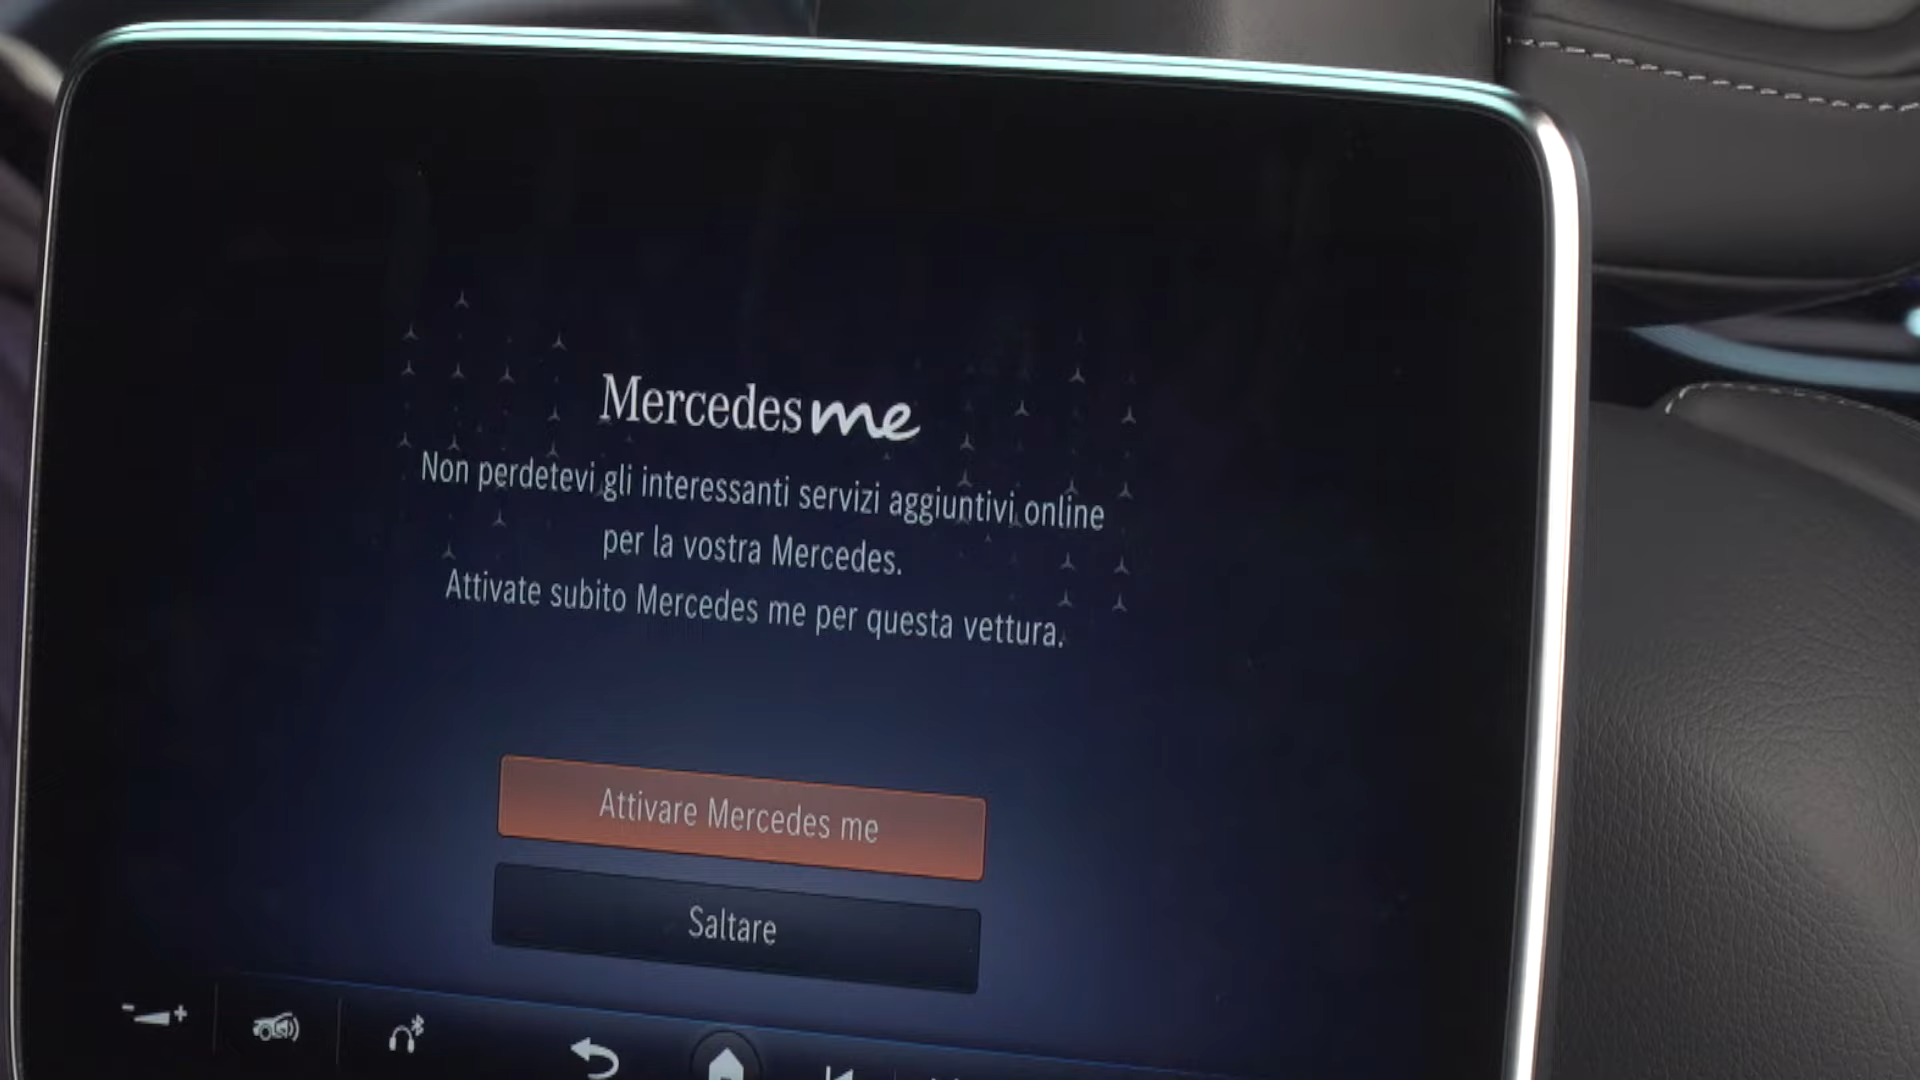 Mercedes me
Non perdetevi gli interessanti servizi aggiuntivi online
per la vostra Mercedes.
Attivate subito Mercedes me per questa vettura.
Attivare Mercedes me
Saltare